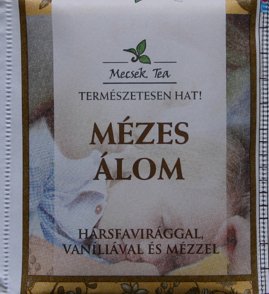 Mecsek Tea
TERMÉSZETESEN HAT!
MÉZES
ÁLOM
HÁRSFAVIRÁGGAL,
VANÍLIÁVAL ÉS MÉZZEL